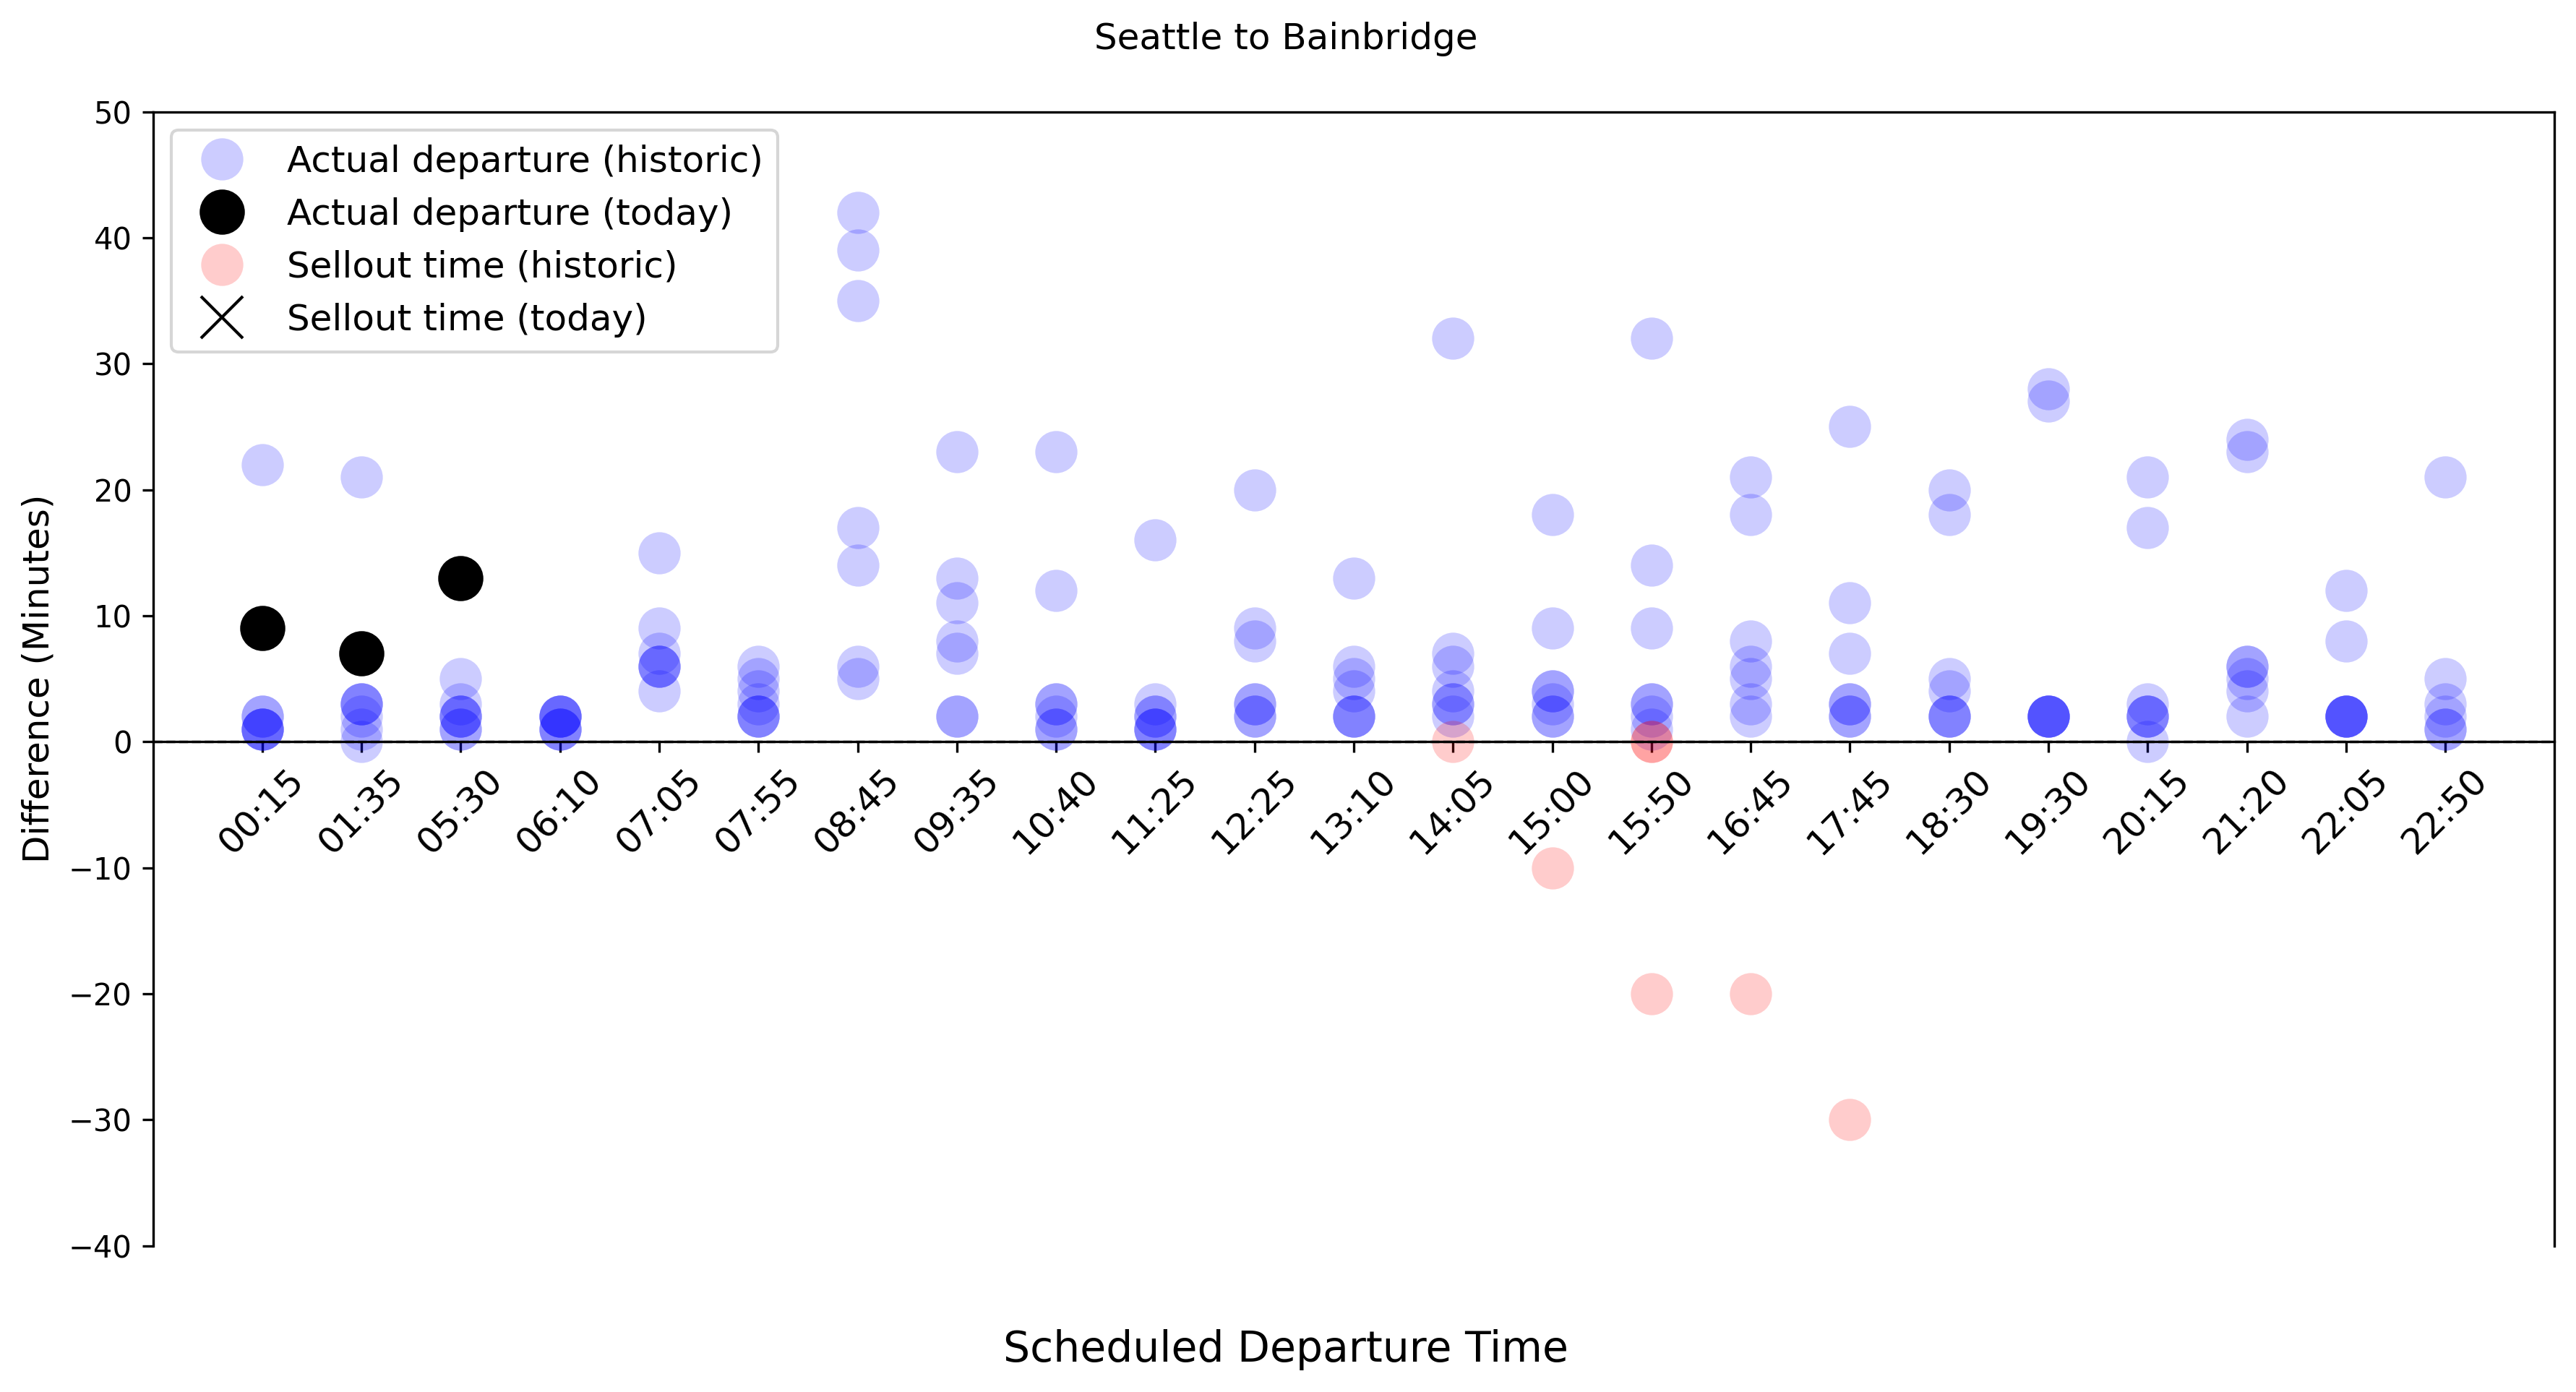 Seattle to Bainbridge
Actual departure (historic)
Actual departure (today)
Sellout time (historic)
Sellout time (today)
Difference (Minutes)
50
40
30
20
10
0
−10
−20
−30
−40
00:15 01:35 05:30 06:10 07:05 07:55 08:45 09:35 10:40 11:25 12:25 13:10 14:05 15:00 15:50 16:45 17:45 18:30 19:30 20:15 21:20 22:05 22:50
Scheduled Departure Time